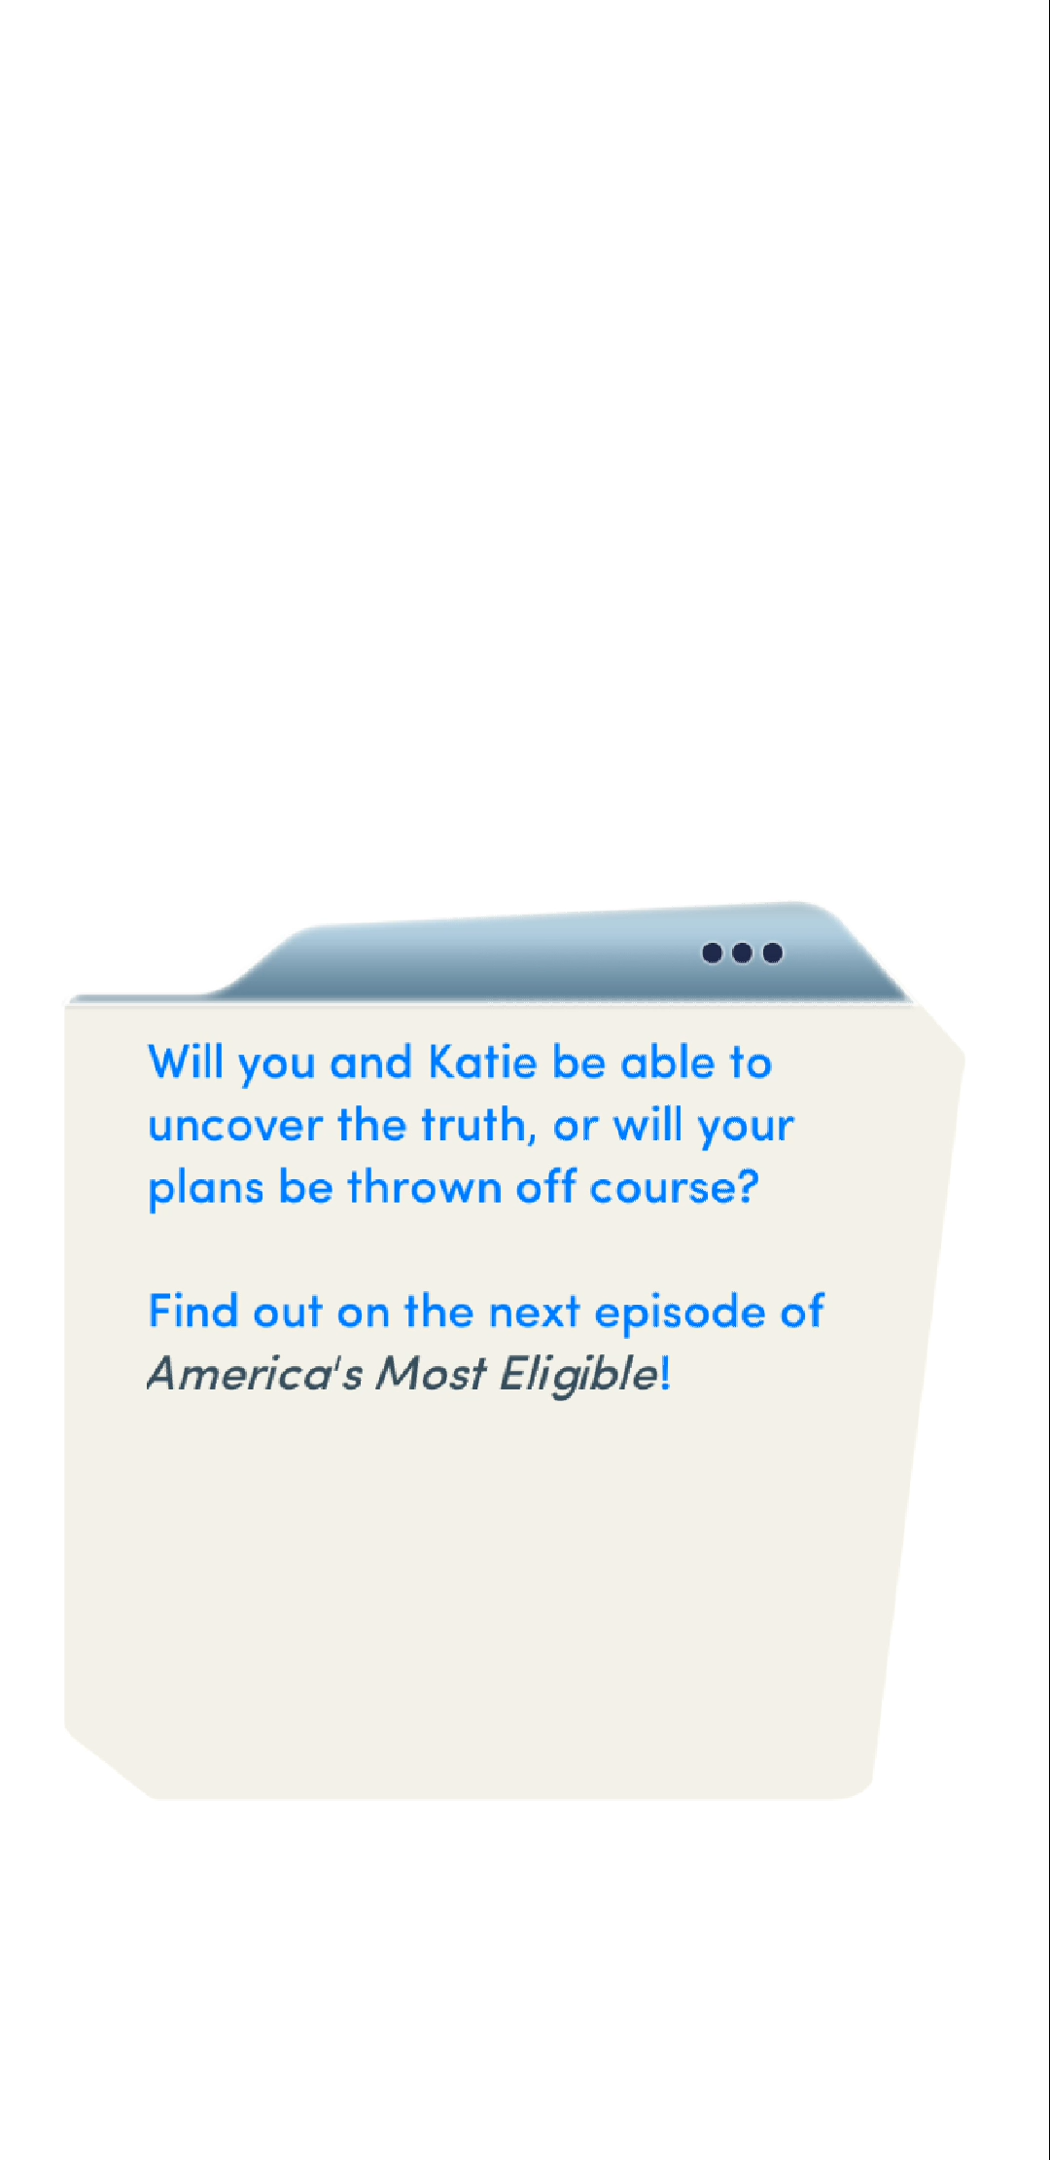 Will you and Katie be able to
uncover the truth, or will your
plans be thrown off course?
Find out on the next episode of
America's Most Eligible!